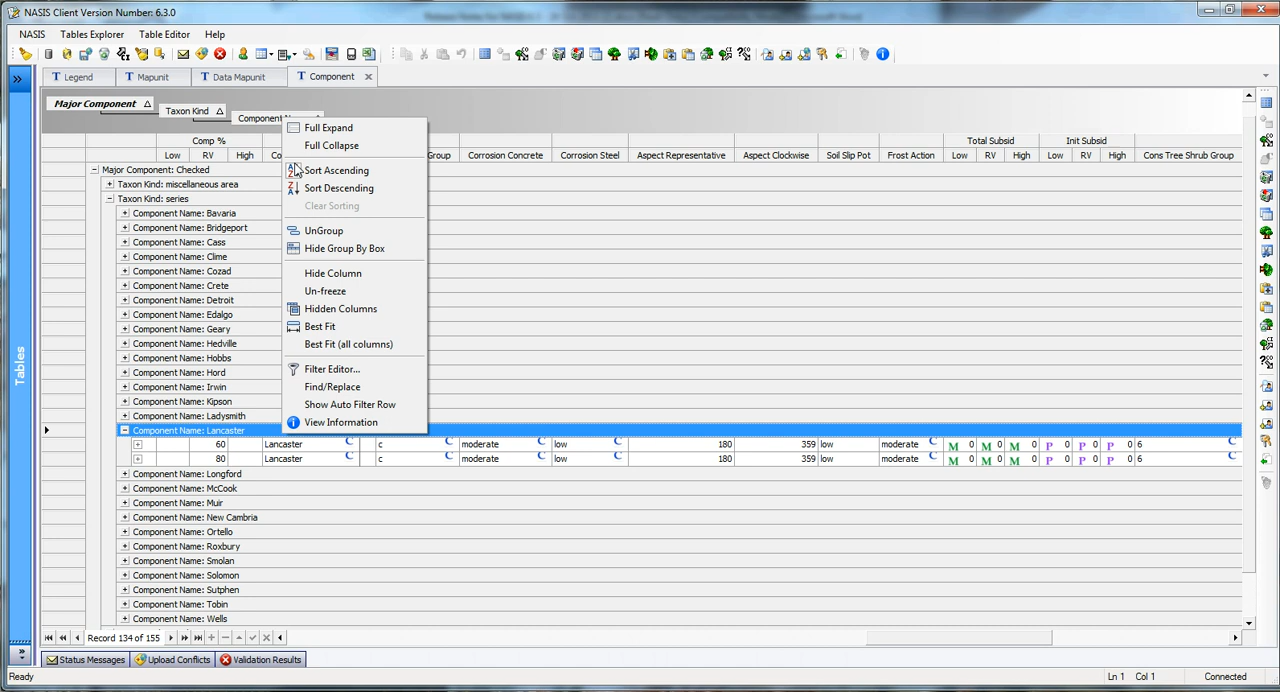 NASIS Client Version Number: 6.3.0
NASIS Tables Explorer Table Editor Help
Legend Mapunit Data Mapunit Component
Major Component
Taxon Kind
Component
Full Expand
Full Collapse
Sort Ascending
Sort Descending
Clear Sorting
UnGroup
Hide Group By Box
Hide Column
Un-freeze
Hidden Columns
Best Fit
Best Fit (all columns)
Filter Editor...
Find/Replace
Show Auto Filter Row
View Information
Comp % Total Subsid Init Subsid
Low RV High Co Group Corrosion Concrete Corrosion Steel Aspect Representative Aspect Clockwise Soil Slip Pot Frost Action Low RV High Low RV High Cons Tree Shrub Group
Major Component: Checked
Taxon Kind: miscellaneous area
Taxon Kind: series
Component Name: Bavaria
Component Name: Bridgeport
Component Name: Cass
Component Name: Clime
Component Name: Cozad
Component Name: Crete
Component Name: Detroit
Component Name: Edalgo
Component Name: Geary
Component Name: Hedville
Component Name: Hobbs
Component Name: Hord
Component Name: Irwin
Component Name: Kipson
Component Name: Ladysmith
Component Name: Lancaster
60 Lancaster C c C moderate C low C 180 359 low moderate C M 0 M 0 M 0 P 0 P 0 P 0 6 C
80 Lancaster C c C moderate C low C 180 359 low moderate C M 0 M 0 M 0 P 0 P 0 P 0 6 C
Component Name: Longford
Component Name: McCook
Component Name: Muir
Component Name: New Cambria
Component Name: Ortello
Component Name: Roxbury
Component Name: Smolan
Component Name: Solomon
Component Name: Sutphen
Component Name: Tobin
Component Name: Wells
Tables
Record 134 of 155
Status Messages Upload Conflicts Validation Results
Ready Ln 1 Col 1 Connected